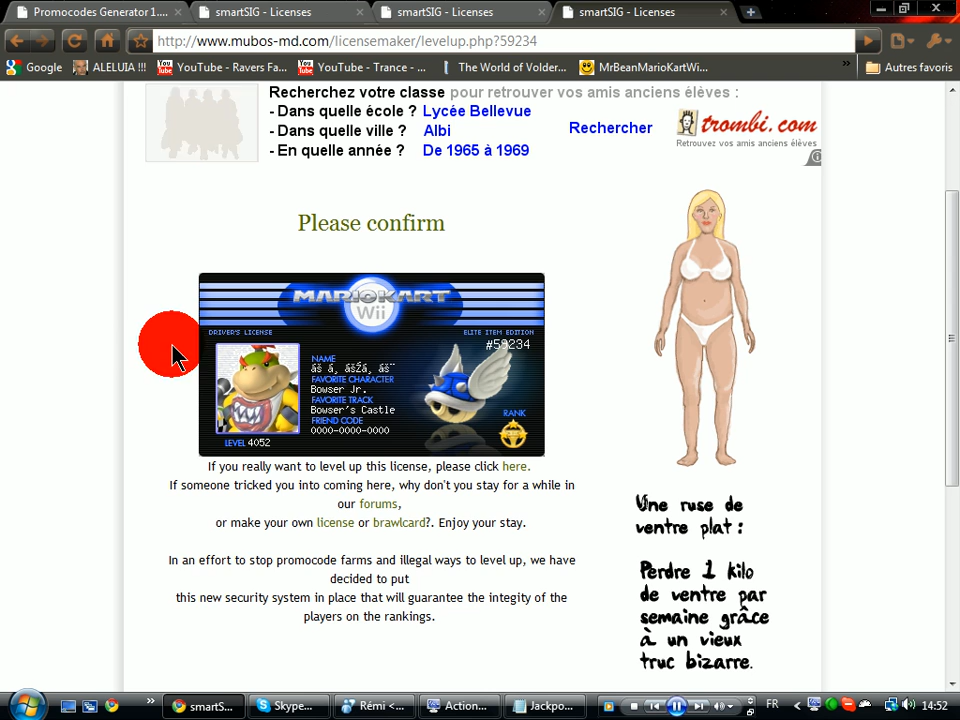 Promocodes Generator 1....
smartSIG - Licenses
smartSIG - Licenses
smartSIG - Licenses
http://www.mubos-md.com/licensemaker/levelup.php?59234
Google
ALELUIA !!!
YouTube - Ravers Fa...
YouTube - Trance - ...
The World of Volder...
MrBeanMarioKartWi...
»
Autres favoris
Recherchez votre classe pour retrouver vos amis anciens élèves :
- Dans quelle école ? Lycée Bellevue
- Dans quelle ville ? Albi
- En quelle année ? De 1965 à 1969
Rechercher
trombi.com
Retrouvez vos amis anciens élèves
Please confirm
MARIOKART
Wii
DRIVER'S LICENSE
ELITE ITEM EDITION
#59234
NAME
FAVORITE CHARACTER
Bowser Jr.
FAVORITE TRACK
Bowser's Castle
FRIEND CODE
0000-0000-0000
RANK
LEVEL 4052
If you really want to level up this license, please click here.
If someone tricked you into coming here, why don't you stay for a while in
our forums,
or make your own license or brawlcard?. Enjoy your stay.
In an effort to stop promocode farms and illegal ways to level up, we have
decided to put
this new security system in place that will guarantee the integity of the
players on the rankings.
Une ruse de
ventre plat :
Perdre 1 kilo
de ventre par
semaine grâce
à un vieux
truc bizarre.
»
smartS...
Skype...
Rémi <...
Action...
Jackpo...
FR
14:52